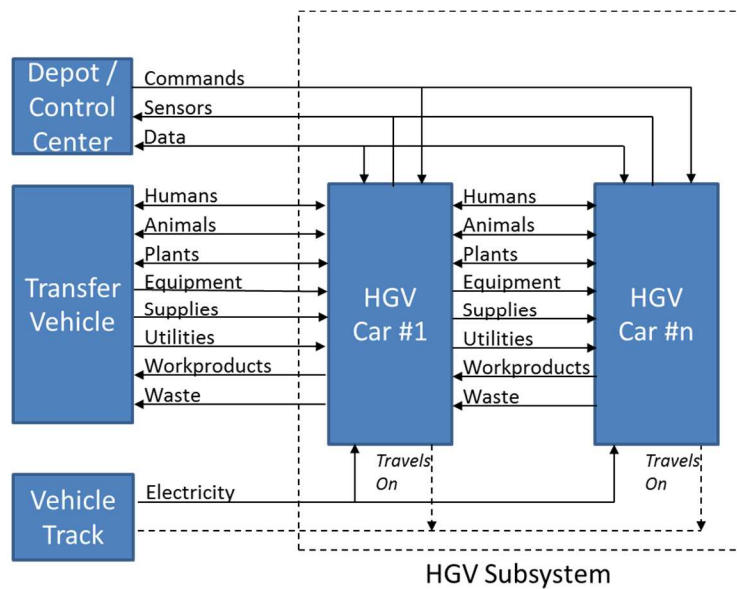 Depot /
Control
Center
Commands
Sensors
Data
Transfer
Vehicle
Humans
Animals
Plants
Equipment
Supplies
Utilities
Workproducts
Waste
HGV
Car #1
Humans
Animals
Plants
Equipment
Supplies
Utilities
Workproducts
Waste
HGV
Car #n
Travels
On
Travels
On
Vehicle
Track
Electricity
HGV Subsystem